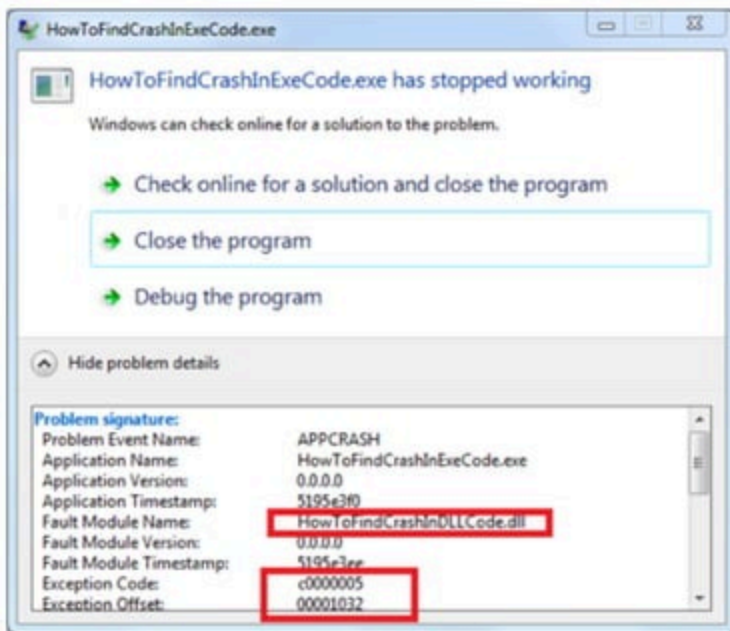 HowToFindCrashInExeCode.exe
HowToFindCrashInExeCode.exe has stopped working
Windows can check online for a solution to the problem.
Check online for a solution and close the program
Close the program
Debug the program
Hide problem details
Problem signature:
Problem Event Name: APPCRASH
Application Name: HowToFindCrashInExeCode.exe
Application Version: 0.0.0.0
Application Timestamp: 5195e3f0
Fault Module Name: HowToFindCrashInDLLCode.dll
Fault Module Version: 0.0.0.0
Fault Module Timestamp: 5195e3ee
Exception Code: c0000005
Exception Offset: 00001032